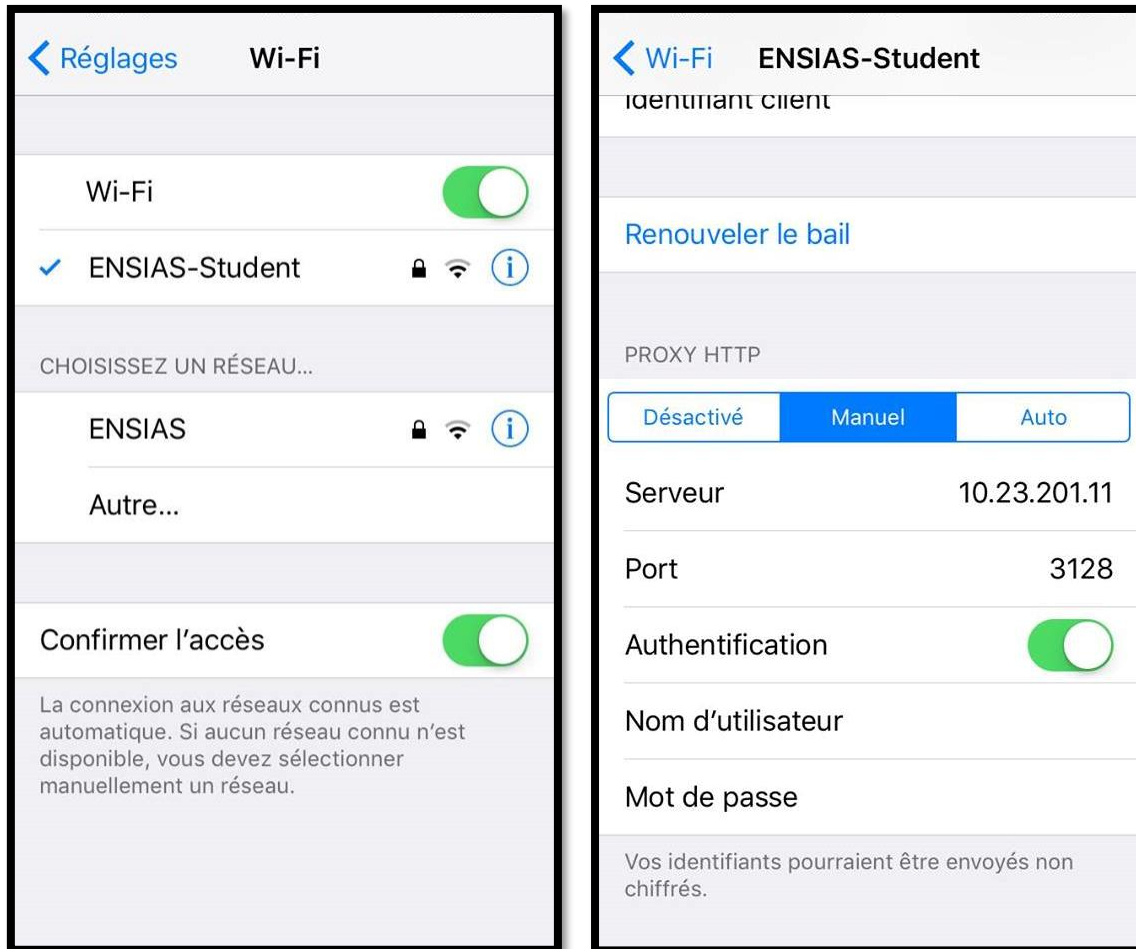 Réglages
Wi-Fi
Wi-Fi
ENSIAS-Student
CHOISISSEZ UN RÉSEAU...
ENSIAS
Autre...
Confirmer l'accès
La connexion aux réseaux connus est
automatique. Si aucun réseau connu n'est
disponible, vous devez sélectionner
manuellement un réseau.
Wi-Fi
ENSIAS-Student
Identifiant client
Renouveler le bail
PROXY HTTP
Désactivé
Manuel
Auto
Serveur 10.23.201.11
Port 3128
Authentification
Nom d'utilisateur
Mot de passe
Vos identifiants pourraient être envoyés non
chiffrés.